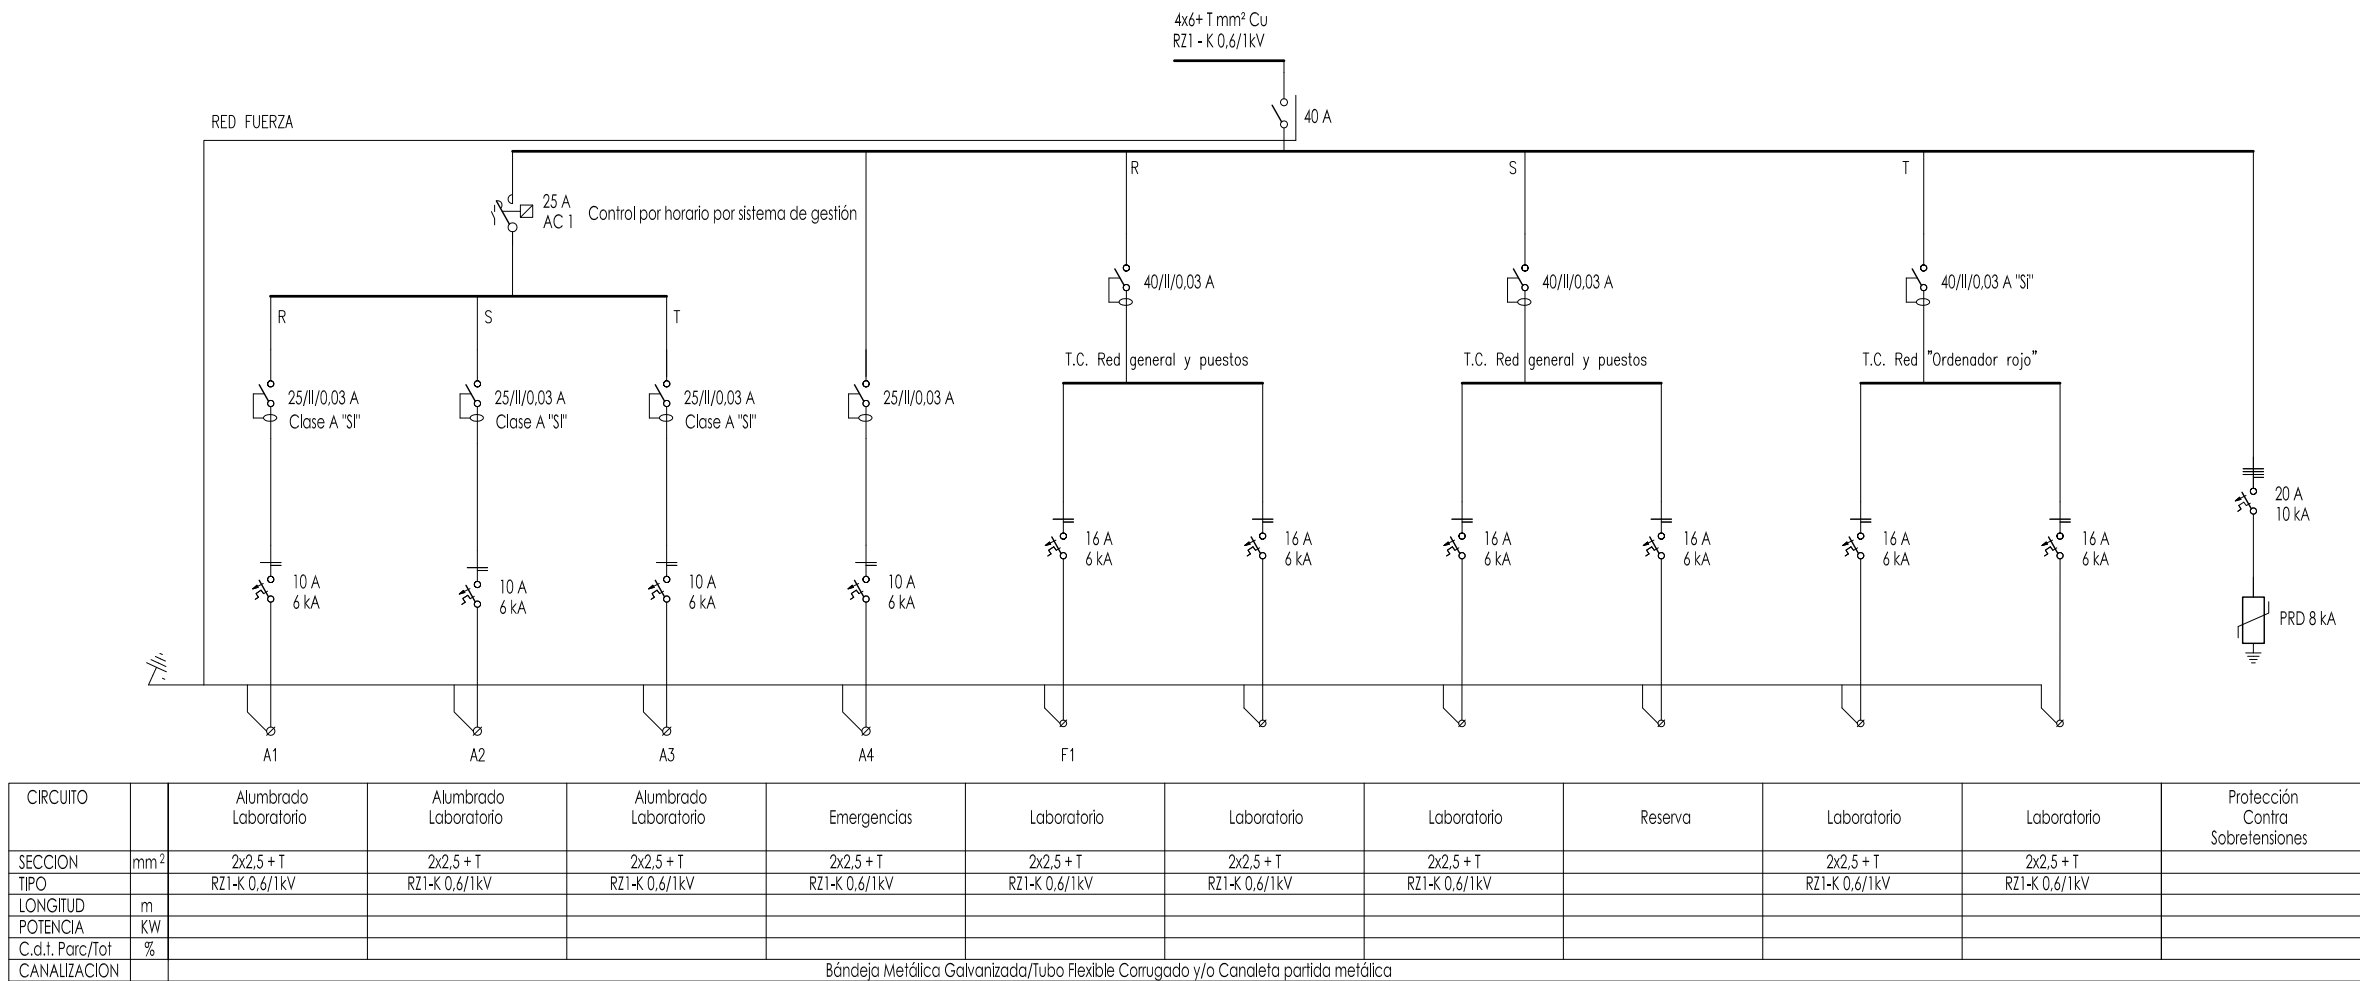 4x6+ T mm² Cu
RZ1 - K 0,6/1kV
40 A
RED FUERZA
R
S
T
25 A
AC 1
Control por horario por sistema de gestión
40/II/0,03 A
40/II/0,03 A
40/II/0,03 A "Si"
R
S
T
T.C. Red general y puestos
T.C. Red general y puestos
T.C. Red "Ordenador rojo"
25/II/0,03 A
Clase A "SI"
25/II/0,03 A
Clase A "SI"
25/II/0,03 A
Clase A "SI"
25/II/0,03 A
20 A
10 kA
16 A
6 kA
16 A
6 kA
16 A
6 kA
16 A
6 kA
16 A
6 kA
16 A
6 kA
10 A
6 kA
10 A
6 kA
10 A
6 kA
10 A
6 kA
PRD 8 kA
A1
A2
A3
A4
F1
CIRCUITO
Alumbrado
Laboratorio
Alumbrado
Laboratorio
Alumbrado
Laboratorio
Emergencias
Laboratorio
Laboratorio
Laboratorio
Reserva
Laboratorio
Laboratorio
Protección
Contra
Sobretensiones
SECCION mm² 2x2,5 + T 2x2,5 + T 2x2,5 + T 2x2,5 + T 2x2,5 + T 2x2,5 + T 2x2,5 + T 2x2,5 + T 2x2,5 + T
TIPO RZ1-K 0,6/1kV RZ1-K 0,6/1kV RZ1-K 0,6/1kV RZ1-K 0,6/1kV RZ1-K 0,6/1kV RZ1-K 0,6/1kV RZ1-K 0,6/1kV RZ1-K 0,6/1kV RZ1-K 0,6/1kV
LONGITUD m
POTENCIA KW
C.d.t. Parc/Tot %
CANALIZACION Bándeja Metálica Galvanizada/Tubo Flexible Corrugado y/o Canaleta partida metálica